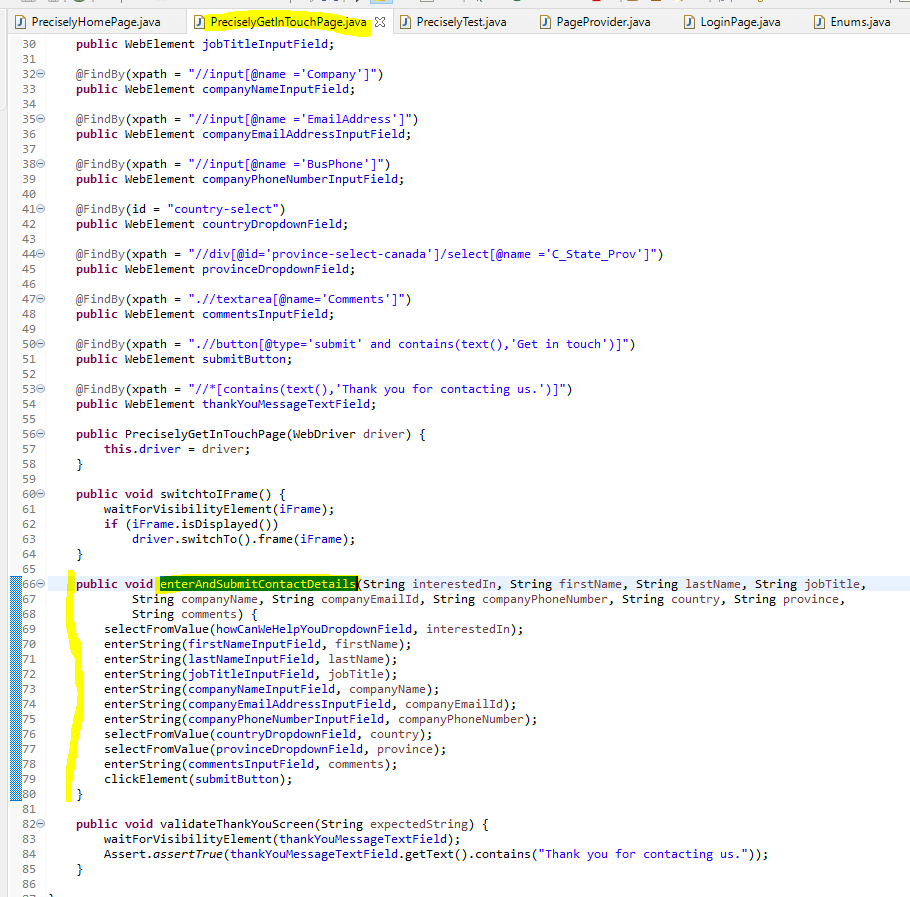 PreciselyHomePage.java PreciselyGetInTouchPage.java PreciselyTest.java PageProvider.java LoginPage.java Enums.java
30 public WebElement jobTitleInputField;
31
32 @FindBy(xpath = "//input[@name ='Company']")
33 public WebElement companyNameInputField;
34
35 @FindBy(xpath = "//input[@name ='EmailAddress']")
36 public WebElement companyEmailAddressInputField;
37
38 @FindBy(xpath = "//input[@name ='BusPhone']")
39 public WebElement companyPhoneNumberInputField;
40
41 @FindBy(id = "country-select")
42 public WebElement countryDropdownField;
43
44 @FindBy(xpath = "//div[@id='province-select-canada']/select[@name ='C_State_Prov']")
45 public WebElement provinceDropdownField;
46
47 @FindBy(xpath = ".//textarea[@name='Comments']")
48 public WebElement commentsInputField;
49
50 @FindBy(xpath = ".//button[@type='submit' and contains(text(),'Get in touch')]")
51 public WebElement submitButton;
52
53 @FindBy(xpath = "//*[contains(text(),'Thank you for contacting us.')]")
54 public WebElement thankYouMessageTextField;
55
56 public PreciselyGetInTouchPage(WebDriver driver) {
57 this.driver = driver;
58 }
59
60 public void switchtoIFrame() {
61 waitForVisibilityElement(iFrame);
62 if (iFrame.isDisplayed())
63 driver.switchTo().frame(iFrame);
64 }
65
66 public void enterAndSubmitContactDetails(String interestedIn, String firstName, String lastName, String jobTitle,
67 String companyName, String companyEmailId, String companyPhoneNumber, String country, String province,
68 String comments) {
69 selectFromValue(howCanWeHelpYouDropdownField, interestedIn);
70 enterString(firstNameInputField, firstName);
71 enterString(lastNameInputField, lastName);
72 enterString(jobTitleInputField, jobTitle);
73 enterString(companyNameInputField, companyName);
74 enterString(companyEmailAddressInputField, companyEmailId);
75 enterString(companyPhoneNumberInputField, companyPhoneNumber);
76 selectFromValue(countryDropdownField, country);
77 selectFromValue(provinceDropdownField, province);
78 enterString(commentsInputField, comments);
79 clickElement(submitButton);
80 }
81
82 public void validateThankYouScreen(String expectedString) {
83 waitForVisibilityElement(thankYouMessageTextField);
84 Assert.assertTrue(thankYouMessageTextField.getText().contains("Thank you for contacting us."));
85 }
86